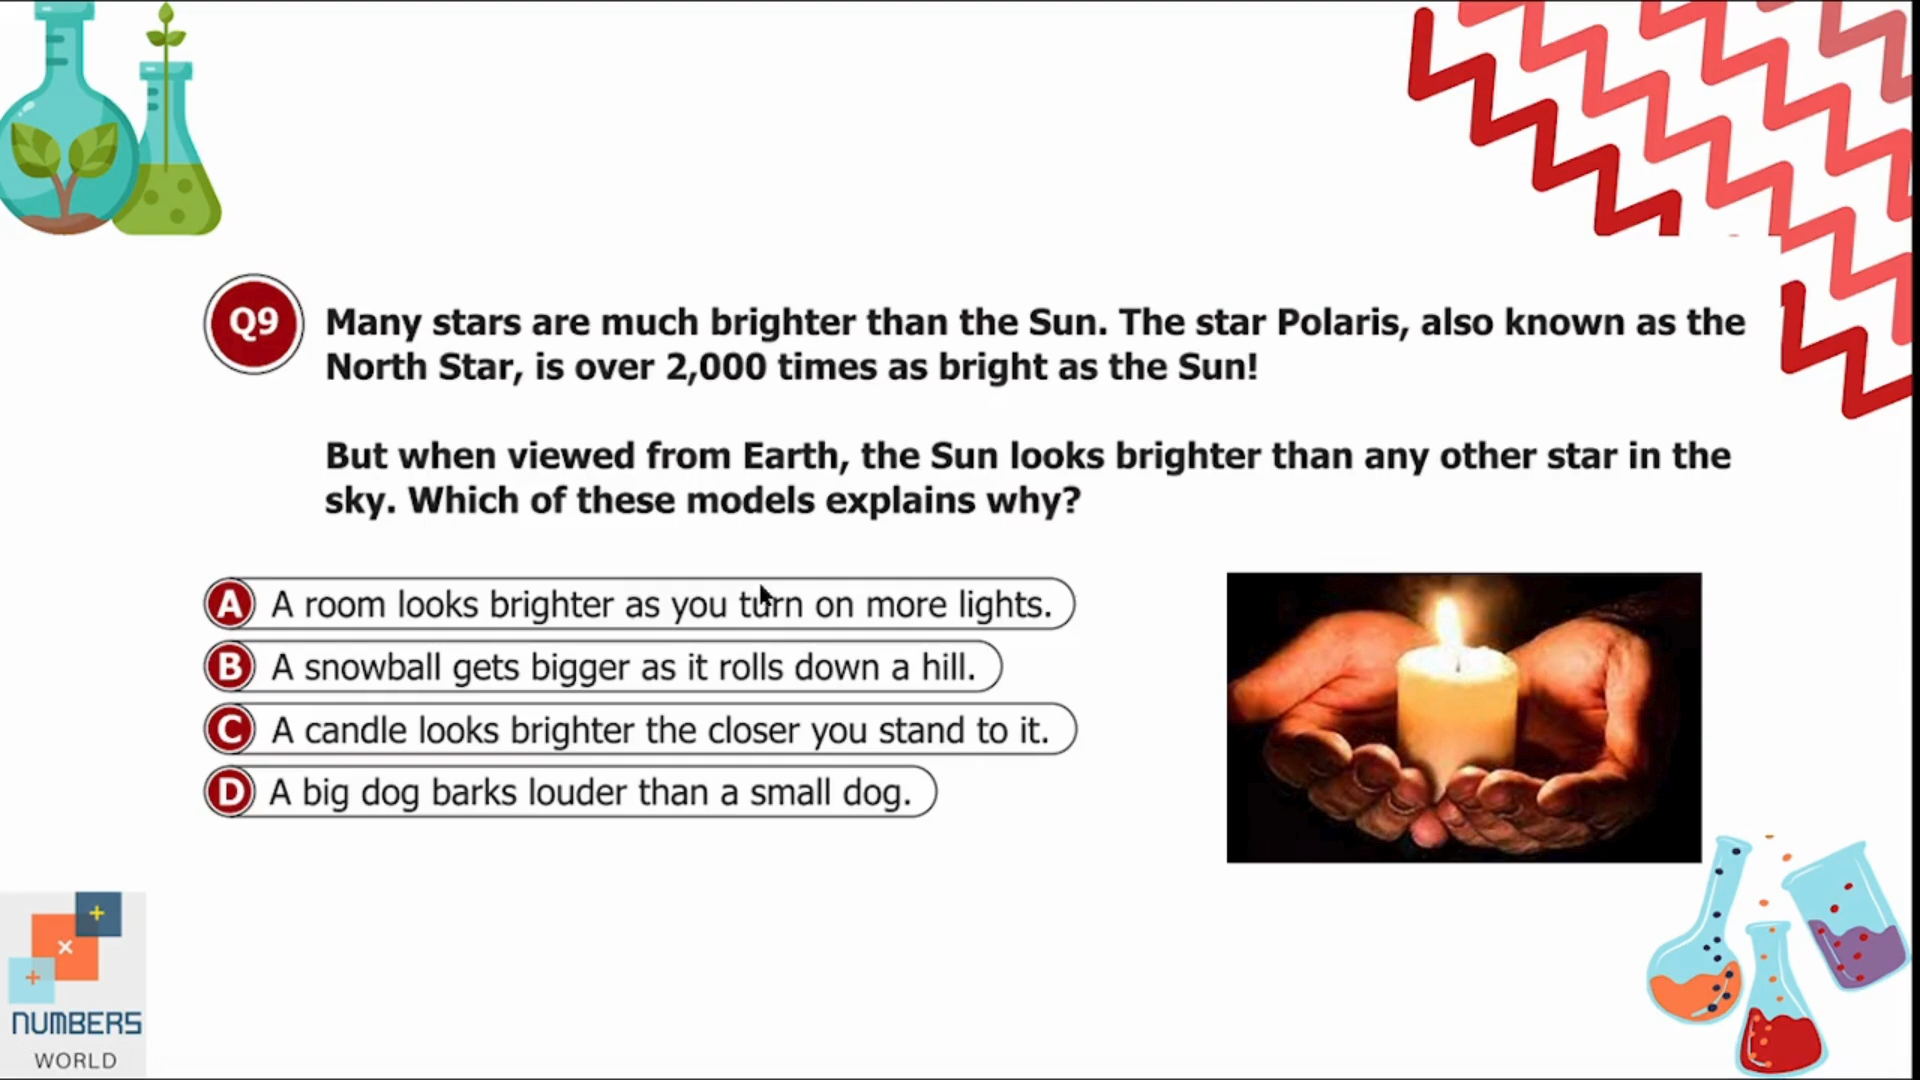 Q9
Many stars are much brighter than the Sun. The star Polaris, also known as the
North Star, is over 2,000 times as bright as the Sun!
But when viewed from Earth, the Sun looks brighter than any other star in the
sky. Which of these models explains why?
A A room looks brighter as you turn on more lights.
B A snowball gets bigger as it rolls down a hill.
C A candle looks brighter the closer you stand to it.
D A big dog barks louder than a small dog.
+
×
+
NUMBERS
WORLD